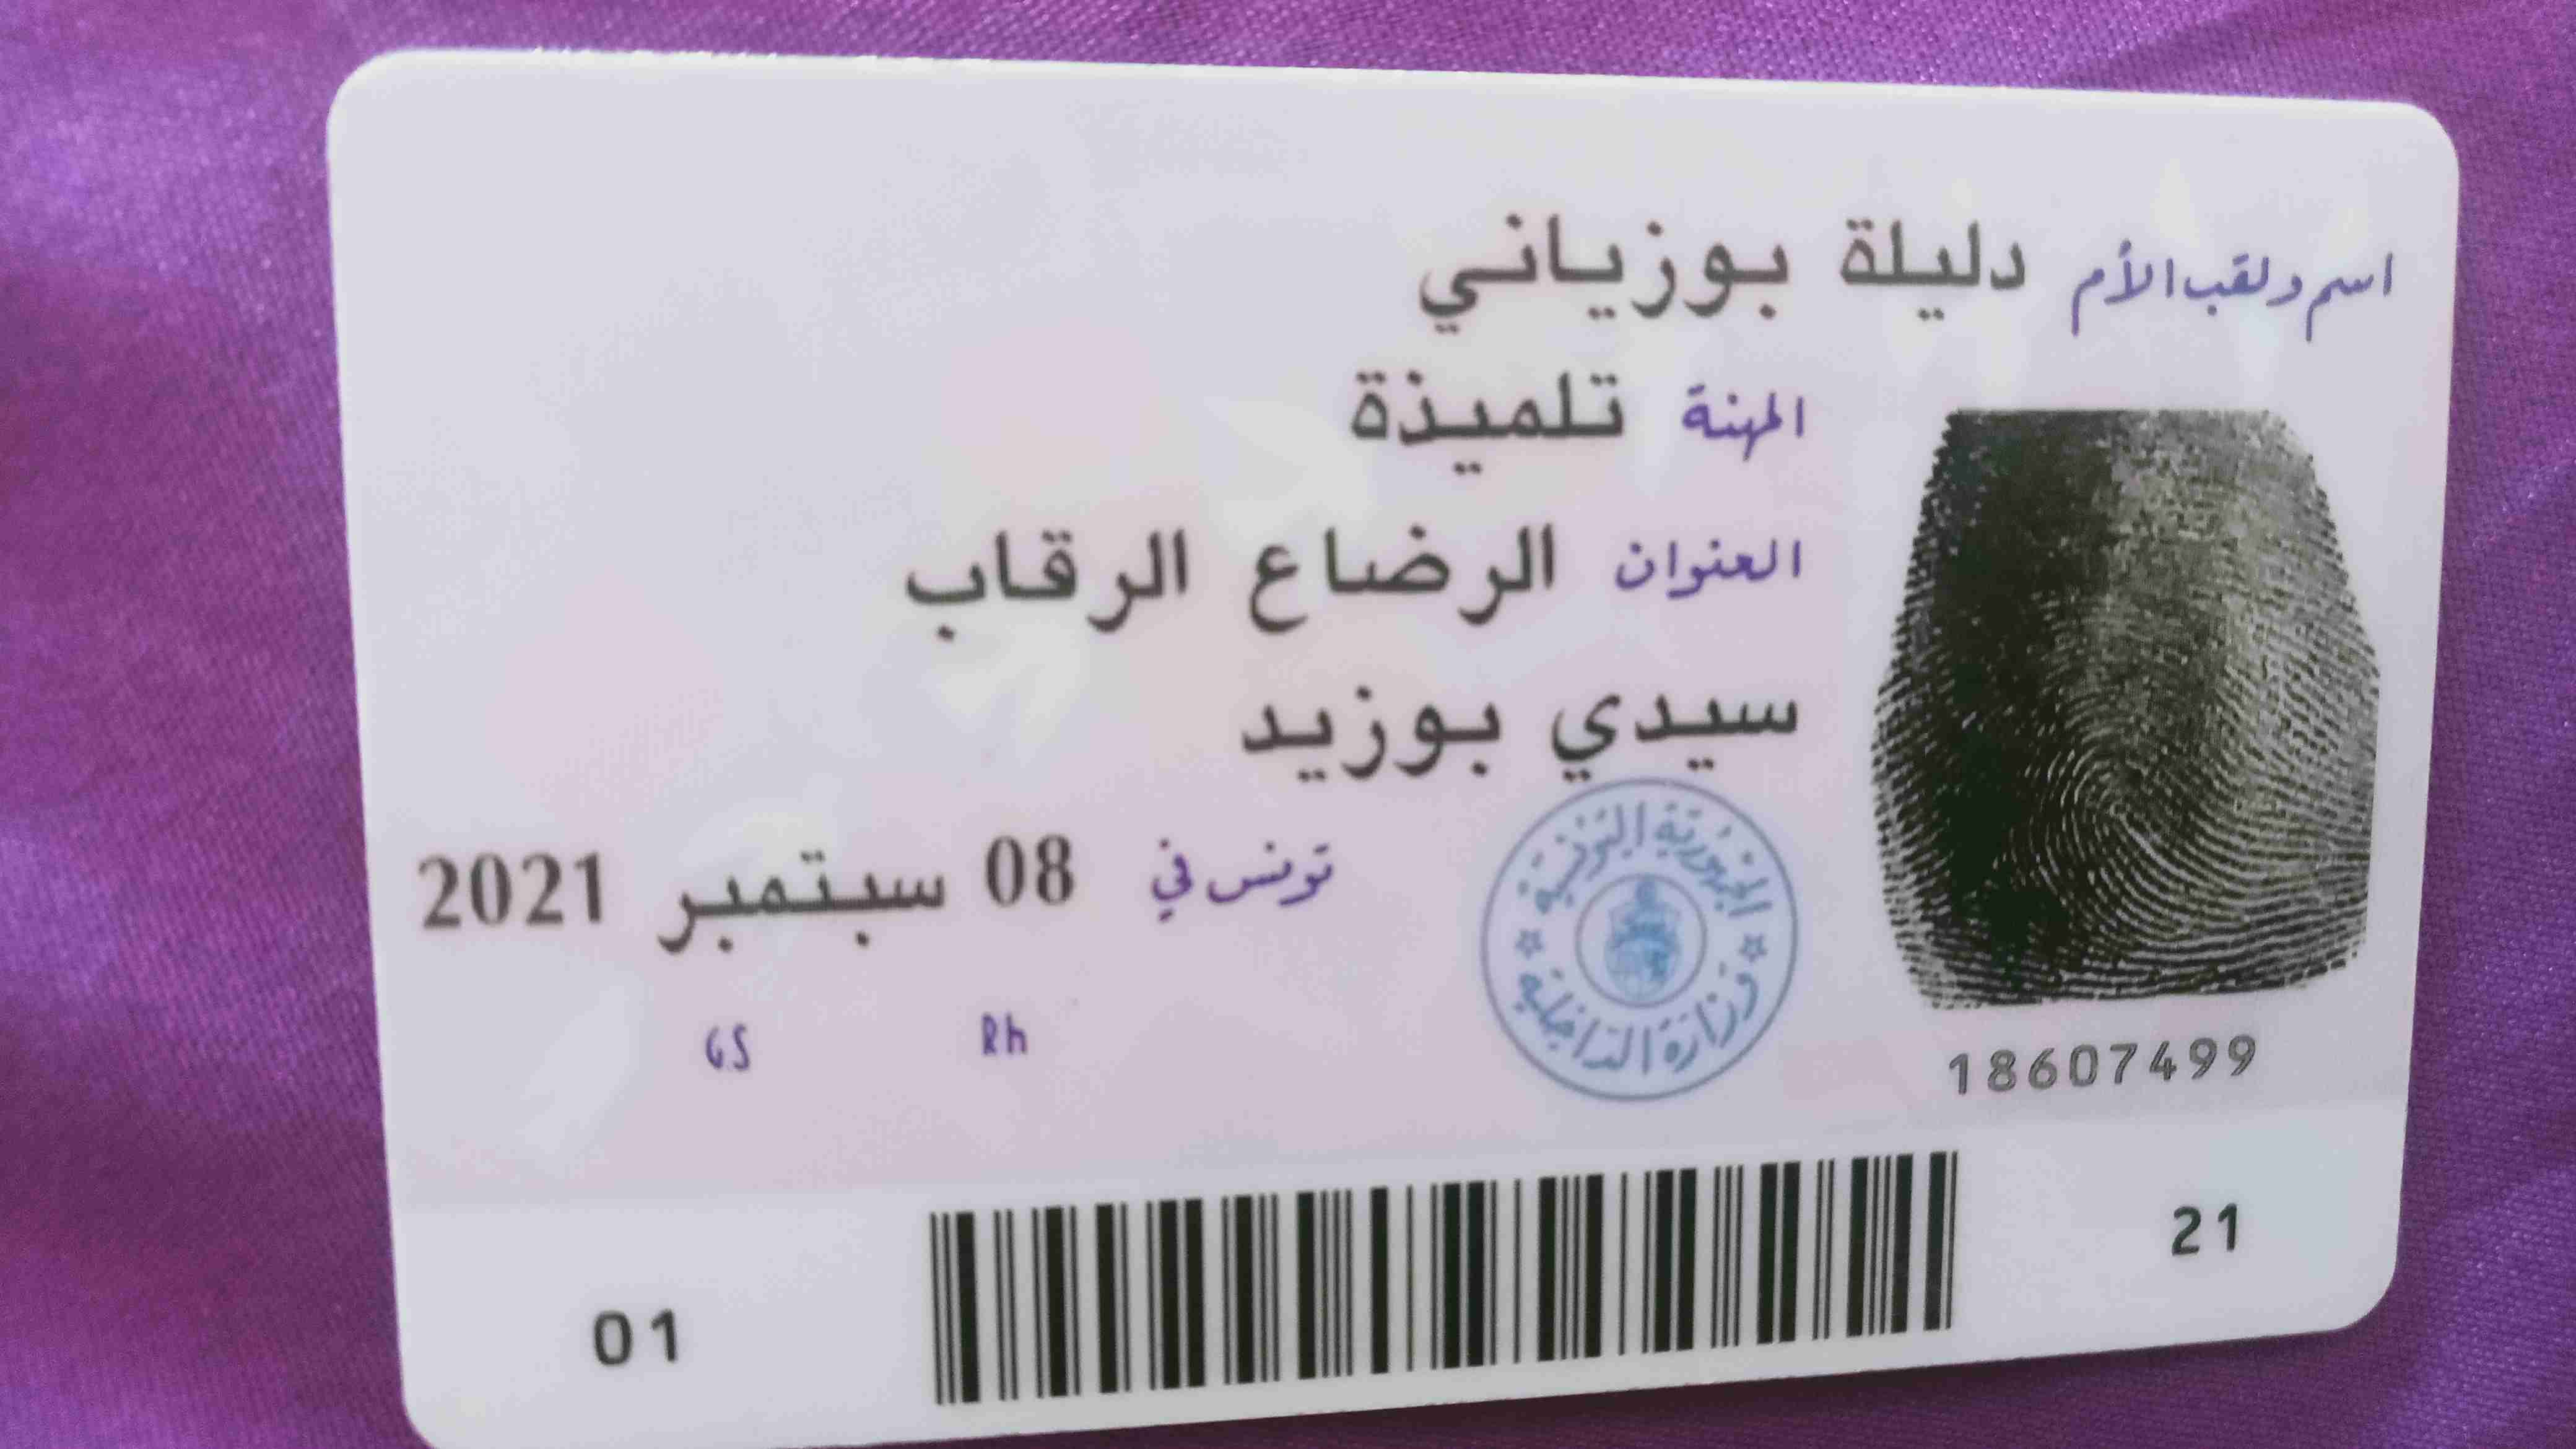 اسم ولقب الأم دليلة بوزياني
المهنة تلميذة
العنوان الرضاع الرقاب
سيدي بوزيد
تونس في 08 سبتمبر 2021
الجمهورية التونسية
وزارة الداخلية
GS Rh
18607499
01 21